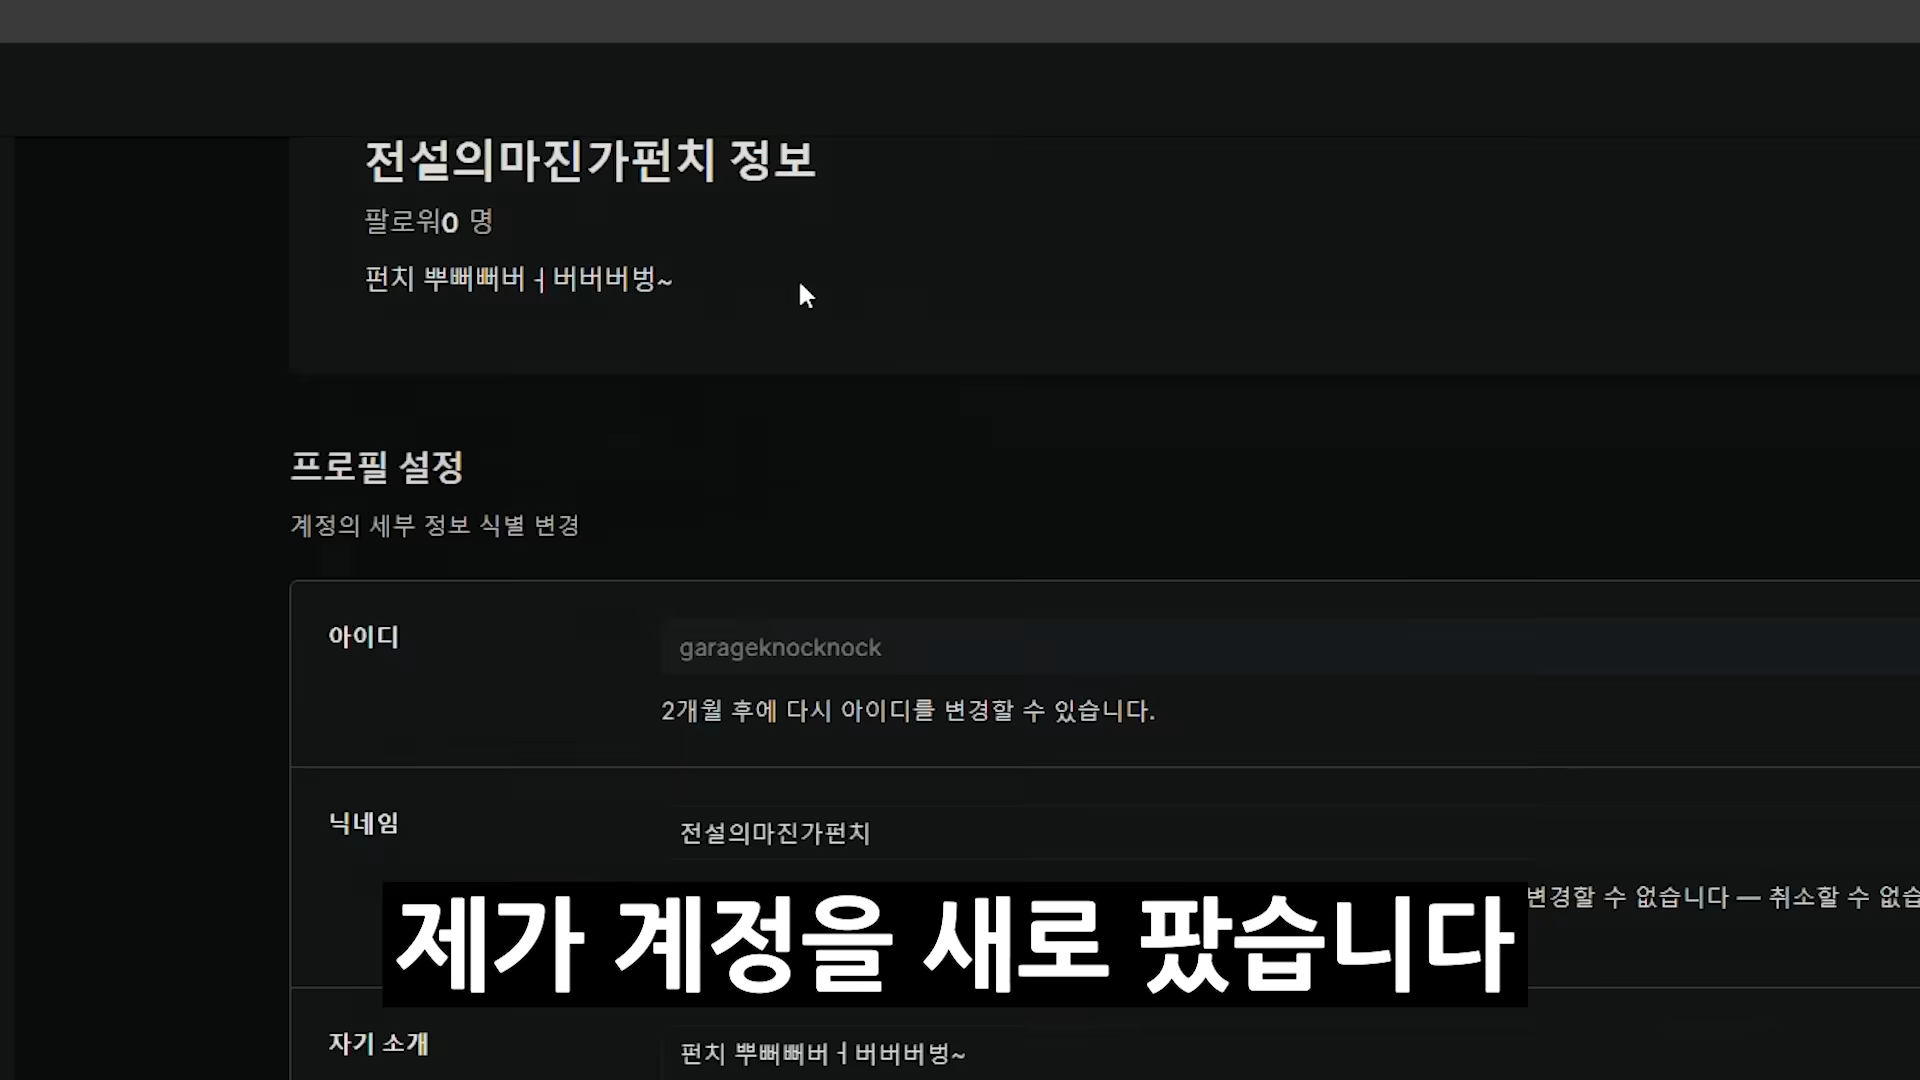 전설의마진가펀치 정보
팔로워0 명
펀치 뿌뻐뻐버ㅓ버버버벙~
프로필 설정
계정의 세부 정보 식별 변경
아이디
garageknocknock
2개월 후에 다시 아이디를 변경할 수 있습니다.
닉네임
전설의마진가펀치
변경할 수 없습니다 — 취소할 수 없습
제가 계정을 새로 팠습니다
자기 소개
펀치 뿌뻐뻐버ㅓ버버버벙~